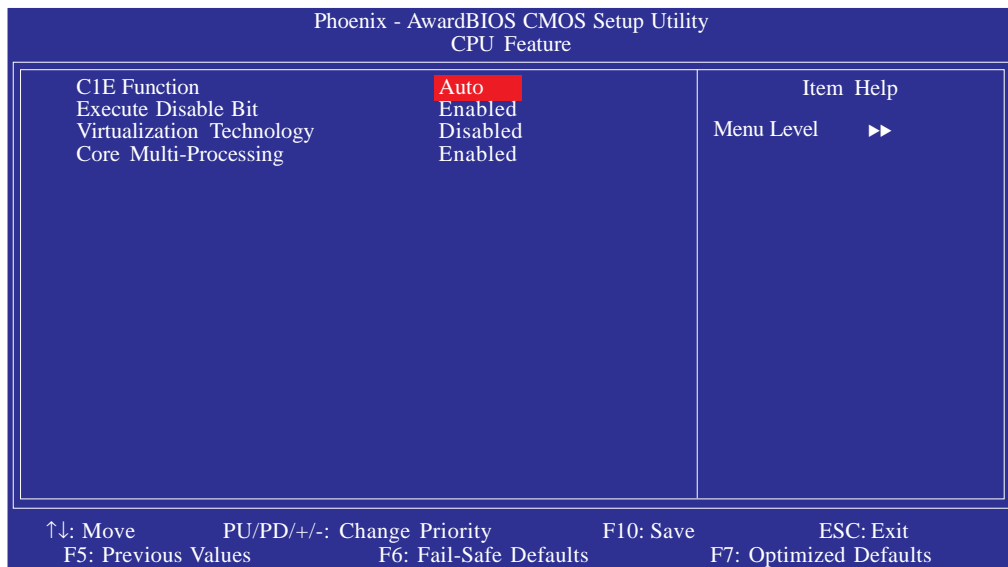 Phoenix - AwardBIOS CMOS Setup Utility
CPU Feature
C1E Function Auto
Execute Disable Bit Enabled
Virtualization Technology Disabled
Core Multi-Processing Enabled
Item Help
Menu Level ▶▶
↑↓: Move PU/PD/+/-: Change Priority F10: Save ESC: Exit
F5: Previous Values F6: Fail-Safe Defaults F7: Optimized Defaults